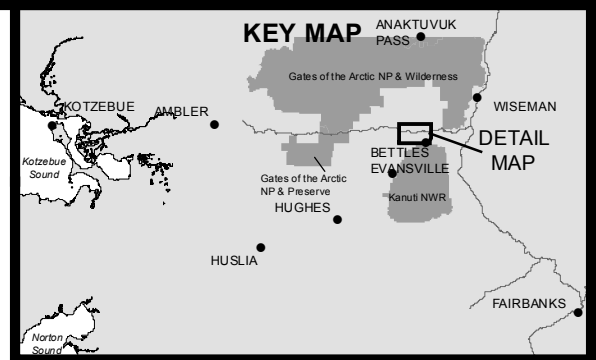 KEY MAP
ANAKTUVUK
PASS
Gates of the Arctic NP & Wilderness
KOTZEBUE
AMBLER
WISEMAN
Kotzebue
Sound
DETAIL
MAP
BETTLES
EVANSVILLE
Gates of the Arctic
NP & Preserve
Kanuti NWR
HUGHES
HUSLIA
FAIRBANKS
Norton
Sound